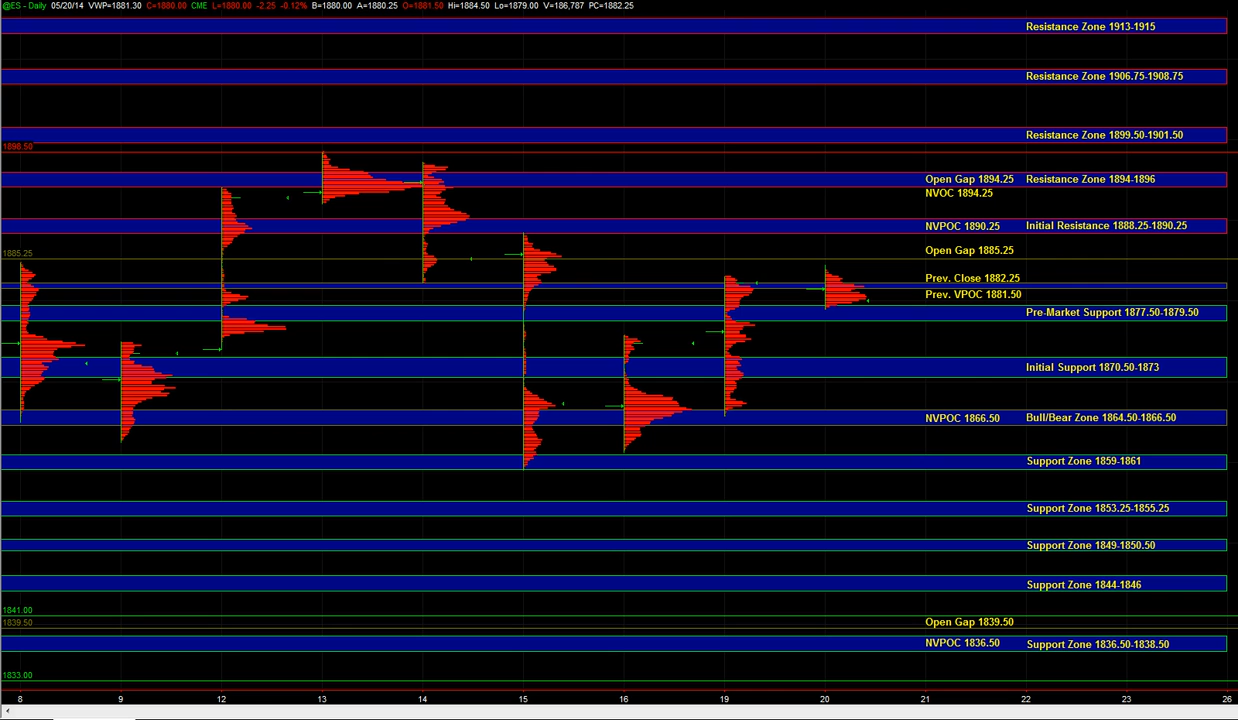 @ES - Daily 05/20/14 VWP=1881.30 C=1880.00 CME L=1880.00 -2.25 -0.12% B=1880.00 A=1880.25 O=1881.50 Hi=1884.50 Lo=1879.00 V=186,787 PC=1882.25
Resistance Zone 1913-1915
Resistance Zone 1906.75-1908.75
Resistance Zone 1899.50-1901.50
1898.50
Open Gap 1894.25 Resistance Zone 1894-1896
NVOC 1894.25
NVPOC 1890.25 Initial Resistance 1888.25-1890.25
1885.25 Open Gap 1885.25
Prev. Close 1882.25
Prev. VPOC 1881.50
Pre-Market Support 1877.50-1879.50
Initial Support 1870.50-1873
NVPOC 1866.50 Bull/Bear Zone 1864.50-1866.50
Support Zone 1859-1861
Support Zone 1853.25-1855.25
Support Zone 1849-1850.50
Support Zone 1844-1846
1841.00
1839.50 Open Gap 1839.50
NVPOC 1836.50 Support Zone 1836.50-1838.50
1833.00
8 9 12 13 14 15 16 19 20 21 22 23 26